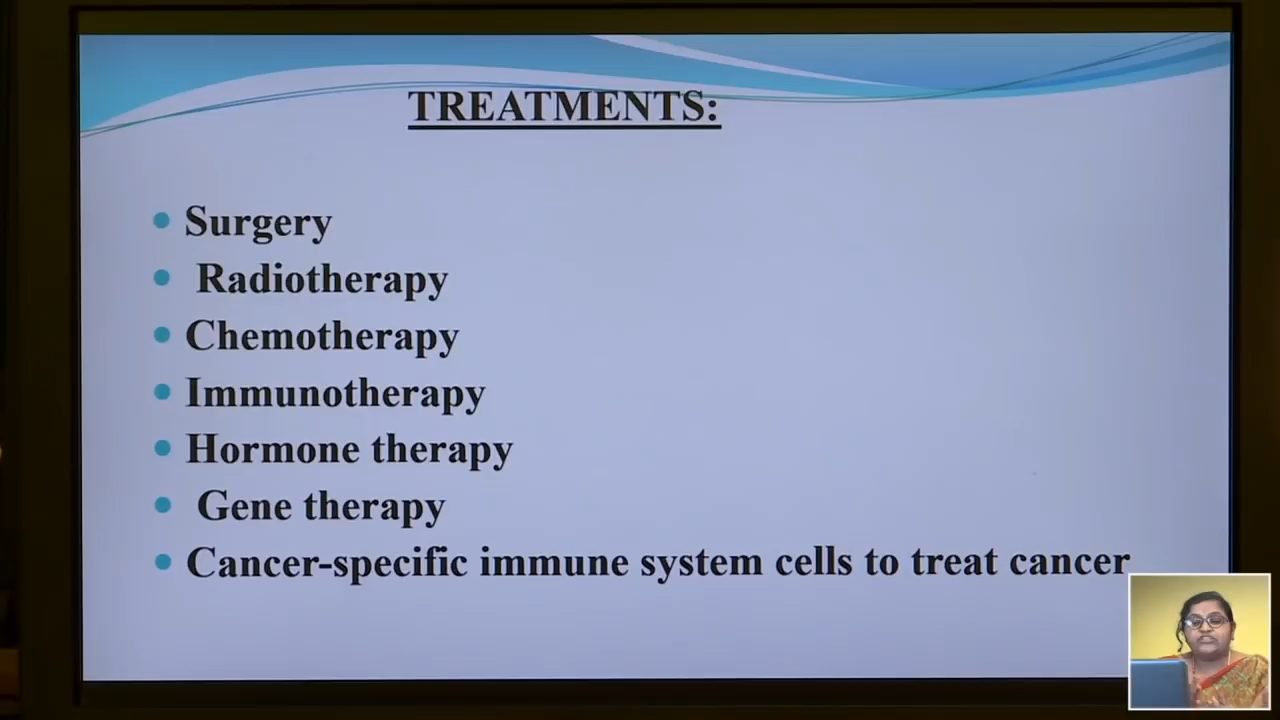 TREATMENTS:
Surgery
Radiotherapy
Chemotherapy
Immunotherapy
Hormone therapy
Gene therapy
Cancer-specific immune system cells to treat cancer